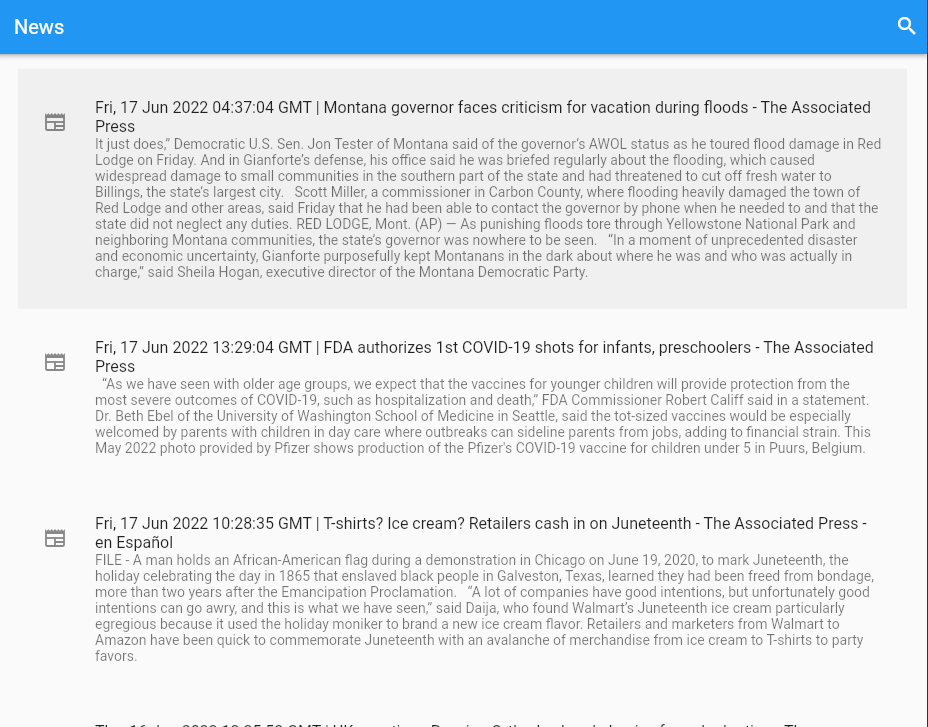 News
Fri, 17 Jun 2022 04:37:04 GMT | Montana governor faces criticism for vacation during floods - The Associated
Press
It just does,” Democratic U.S. Sen. Jon Tester of Montana said of the governor’s AWOL status as he toured flood damage in Red
Lodge on Friday. And in Gianforte’s defense, his office said he was briefed regularly about the flooding, which caused
widespread damage to small communities in the southern part of the state and had threatened to cut off fresh water to
Billings, the state’s largest city.   Scott Miller, a commissioner in Carbon County, where flooding heavily damaged the town of
Red Lodge and other areas, said Friday that he had been able to contact the governor by phone when he needed to and that the
state did not neglect any duties. RED LODGE, Mont. (AP) — As punishing floods tore through Yellowstone National Park and
neighboring Montana communities, the state’s governor was nowhere to be seen.   “In a moment of unprecedented disaster
and economic uncertainty, Gianforte purposefully kept Montanans in the dark about where he was and who was actually in
charge,” said Sheila Hogan, executive director of the Montana Democratic Party.
Fri, 17 Jun 2022 13:29:04 GMT | FDA authorizes 1st COVID-19 shots for infants, preschoolers - The Associated
Press
“As we have seen with older age groups, we expect that the vaccines for younger children will provide protection from the
most severe outcomes of COVID-19, such as hospitalization and death,” FDA Commissioner Robert Califf said in a statement.
Dr. Beth Ebel of the University of Washington School of Medicine in Seattle, said the tot-sized vaccines would be especially
welcomed by parents with children in day care where outbreaks can sideline parents from jobs, adding to financial strain. This
May 2022 photo provided by Pfizer shows production of the Pfizer's COVID-19 vaccine for children under 5 in Puurs, Belgium.
Fri, 17 Jun 2022 10:28:35 GMT | T-shirts? Ice cream? Retailers cash in on Juneteenth - The Associated Press -
en Español
FILE - A man holds an African-American flag during a demonstration in Chicago on June 19, 2020, to mark Juneteenth, the
holiday celebrating the day in 1865 that enslaved black people in Galveston, Texas, learned they had been freed from bondage,
more than two years after the Emancipation Proclamation.   “A lot of companies have good intentions, but unfortunately good
intentions can go awry, and this is what we have seen,” said Daija, who found Walmart’s Juneteenth ice cream particularly
egregious because it used the holiday moniker to brand a new ice cream flavor. Retailers and marketers from Walmart to
Amazon have been quick to commemorate Juneteenth with an avalanche of merchandise from ice cream to T-shirts to party
favors.